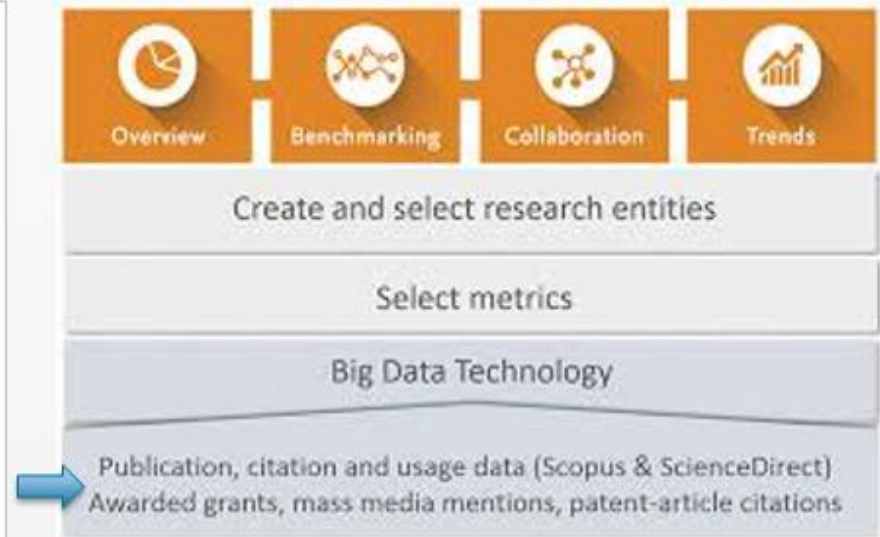 Overview
Benchmarking
Collaboration
Trends
Create and select research entities
Select metrics
Big Data Technology
Publication, citation and usage data (Scopus & ScienceDirect)
Awarded grants, mass media mentions, patent-article citations